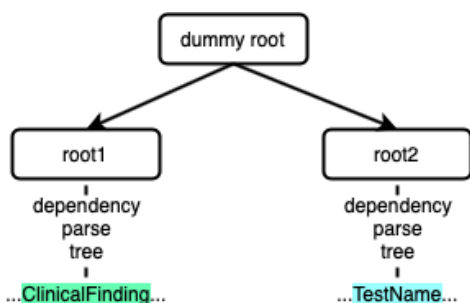 dummy root
root1
root2
dependency
parse
tree
...ClinicalFinding...
dependency
parse
tree
...TestName...